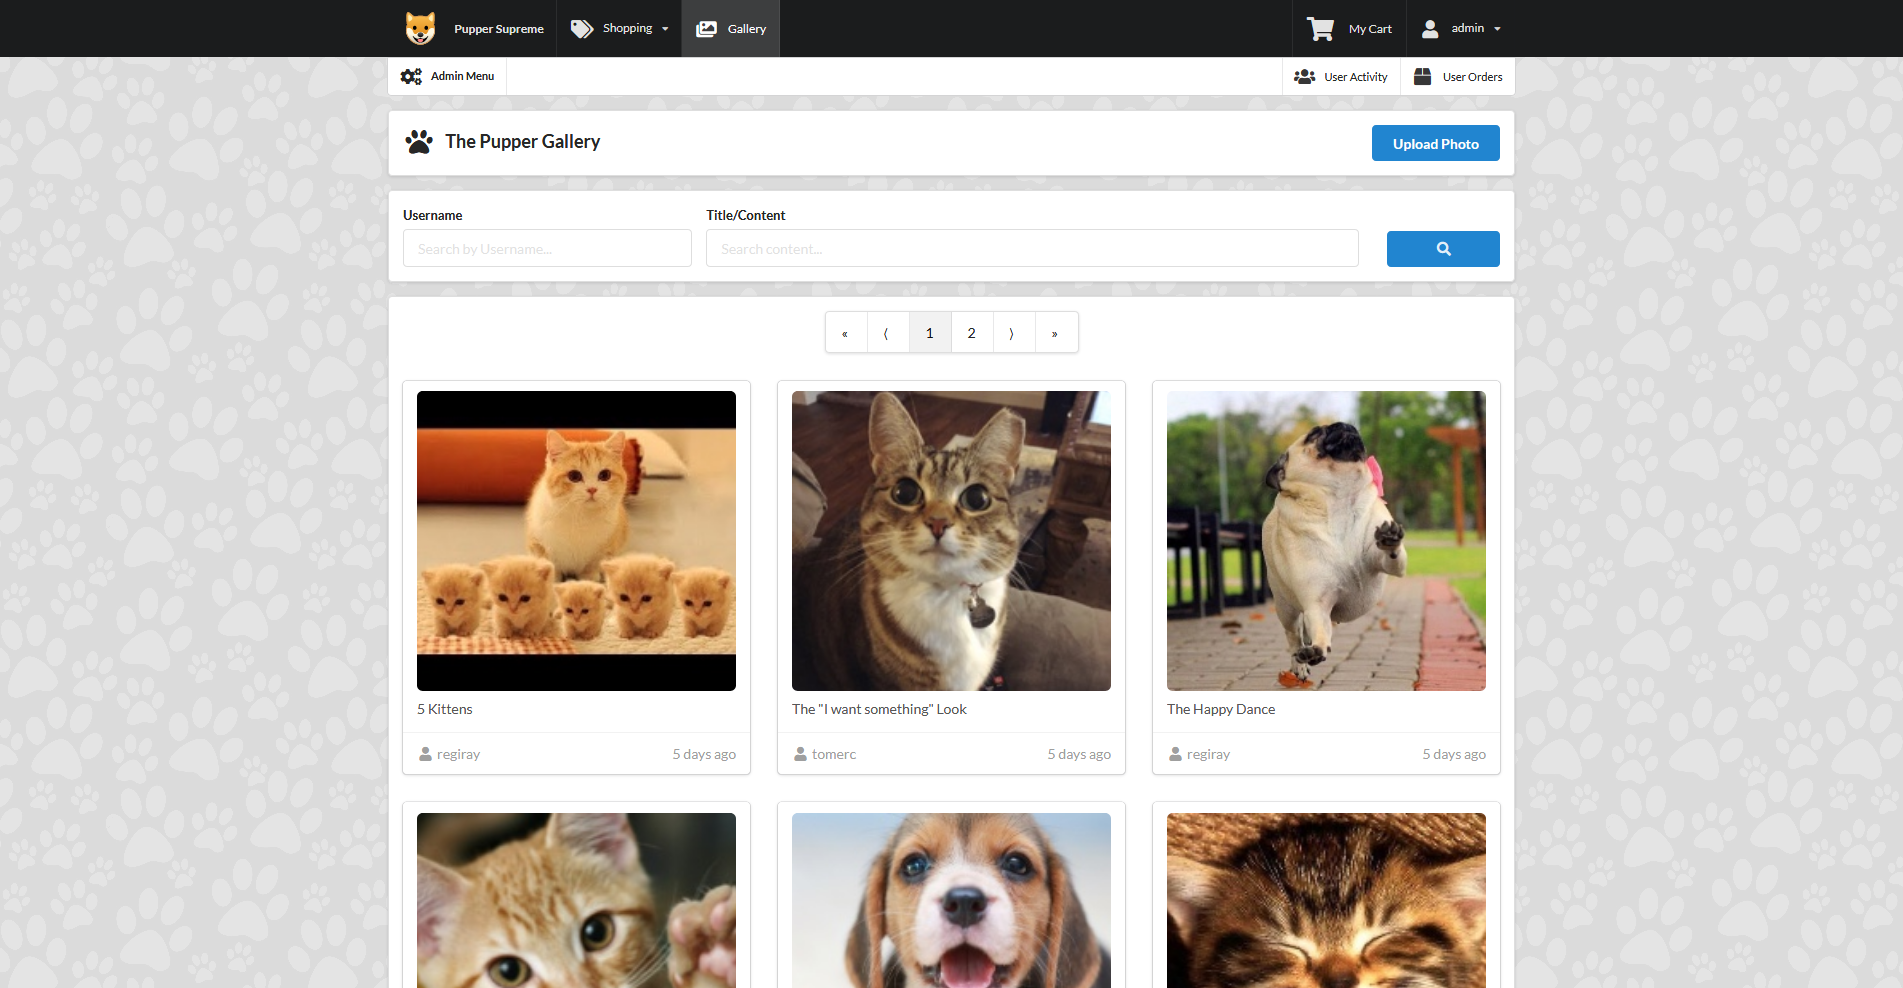 Pupper Supreme
Shopping
Gallery
My Cart
admin
Admin Menu
User Activity
User Orders
The Pupper Gallery
Upload Photo
Username
Title/Content
Search by Username...
Search content...
« ⟨ 1 2 ⟩ »
5 Kittens
The "I want something" Look
The Happy Dance
regiray 5 days ago
tomerc 5 days ago
regiray 5 days ago